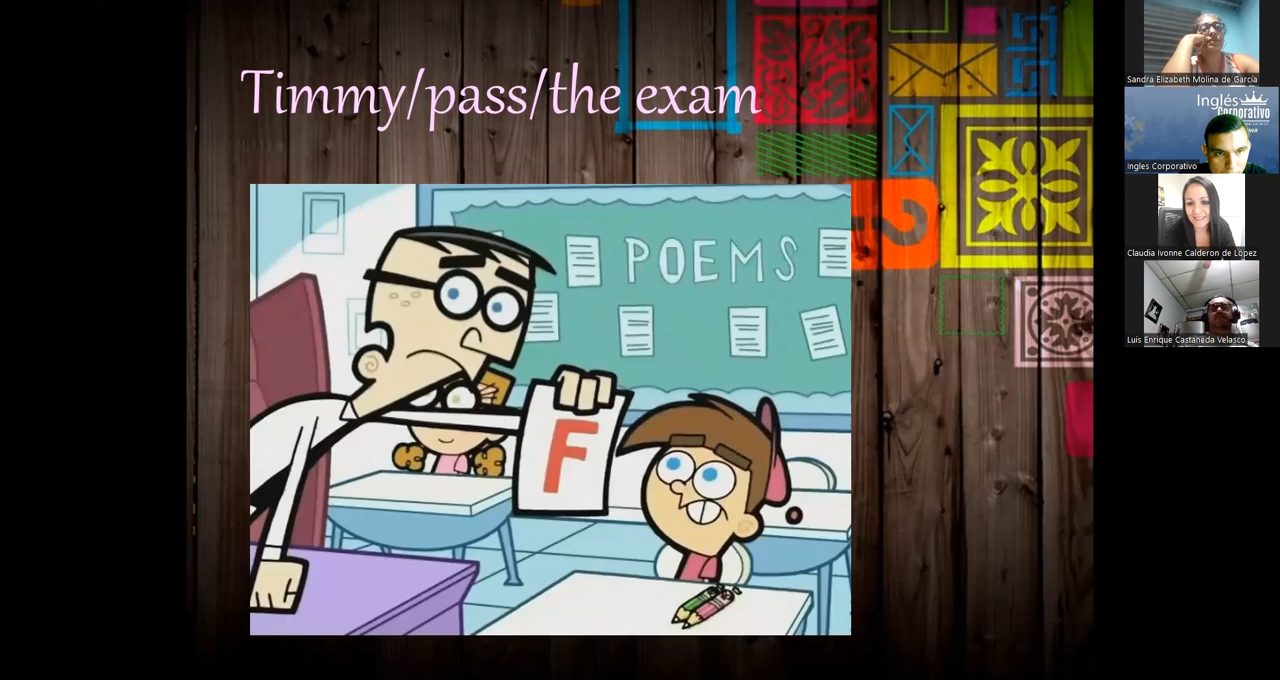 Timmy/pass/the exam
POEMS
F
Sandra Elizabeth Molina de García
Inglés
Corporativo
Ingles Corporativo
Claudia Ivonne Calderon de Lopez
Luis Enrique Castaneda Velasco